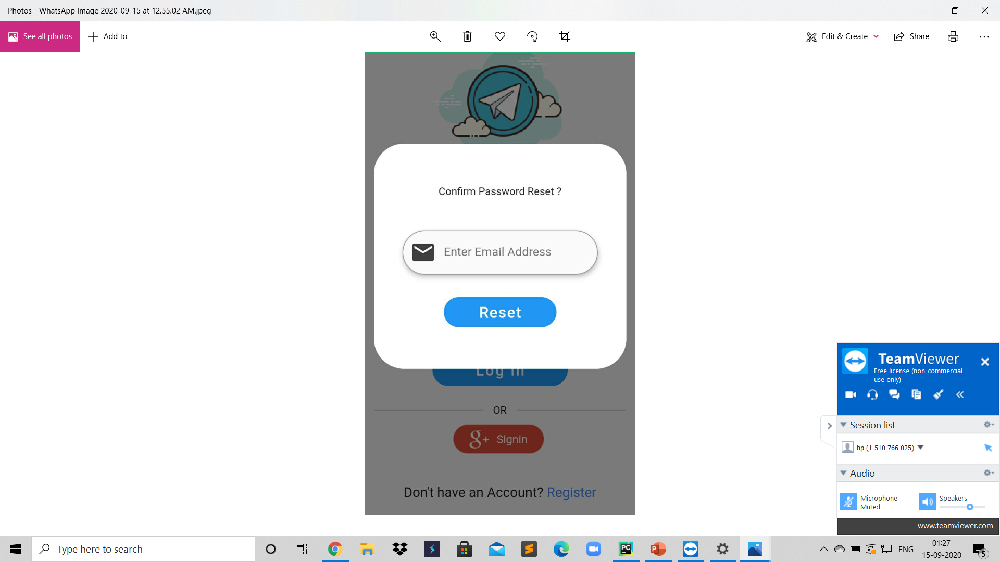 Photos - WhatsApp Image 2020-09-15 at 12.55.02 AM.jpeg
See all photos
Add to
Edit & Create
Share
Confirm Password Reset ?
Enter Email Address
Reset
Log In
OR
g+ Signin
Don't have an Account? Register
TeamViewer
Free license (non-commercial
use only)
Session list
hp (1 510 766 025)
Audio
Microphone
Muted
Speakers
www.teamviewer.com
Type here to search
PC
P
ENG
01:27
15-09-2020
5